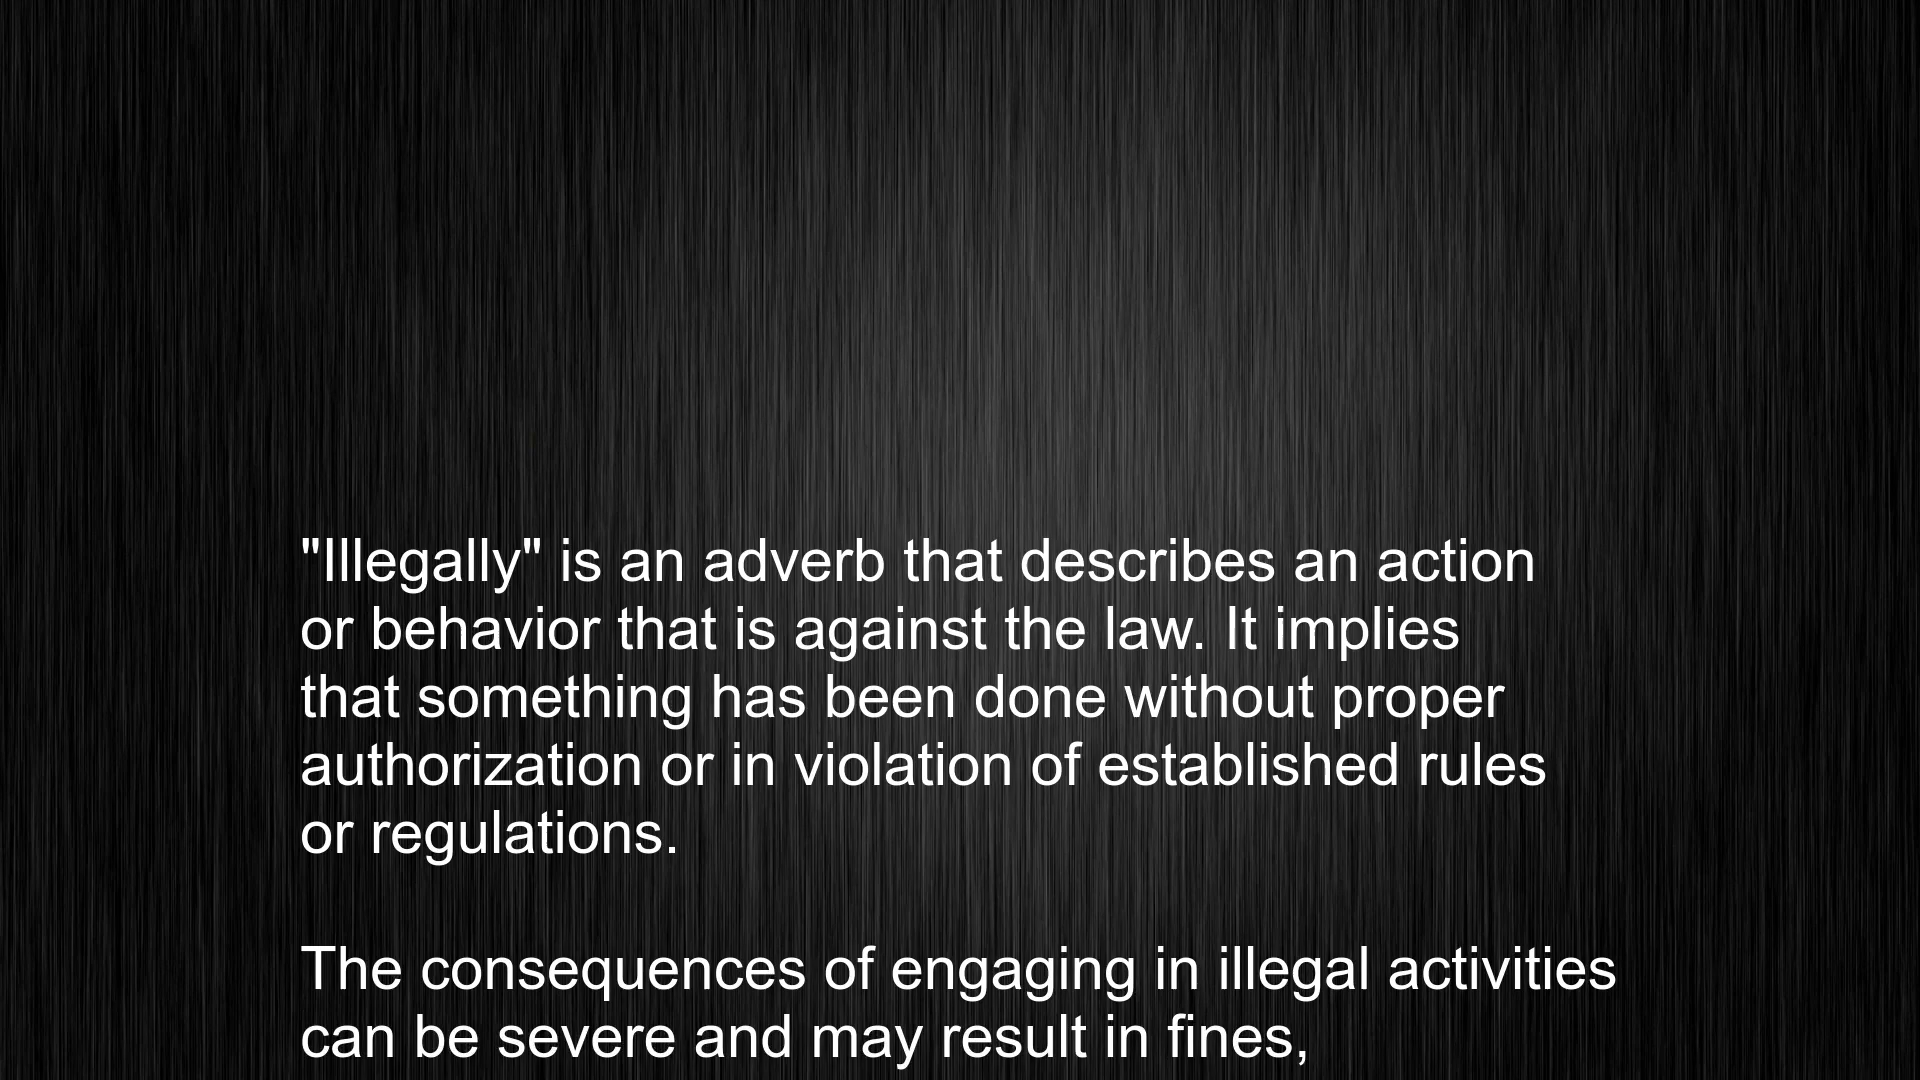 "Illegally" is an adverb that describes an action
or behavior that is against the law. It implies
that something has been done without proper
authorization or in violation of established rules
or regulations.
The consequences of engaging in illegal activities
can be severe and may result in fines,